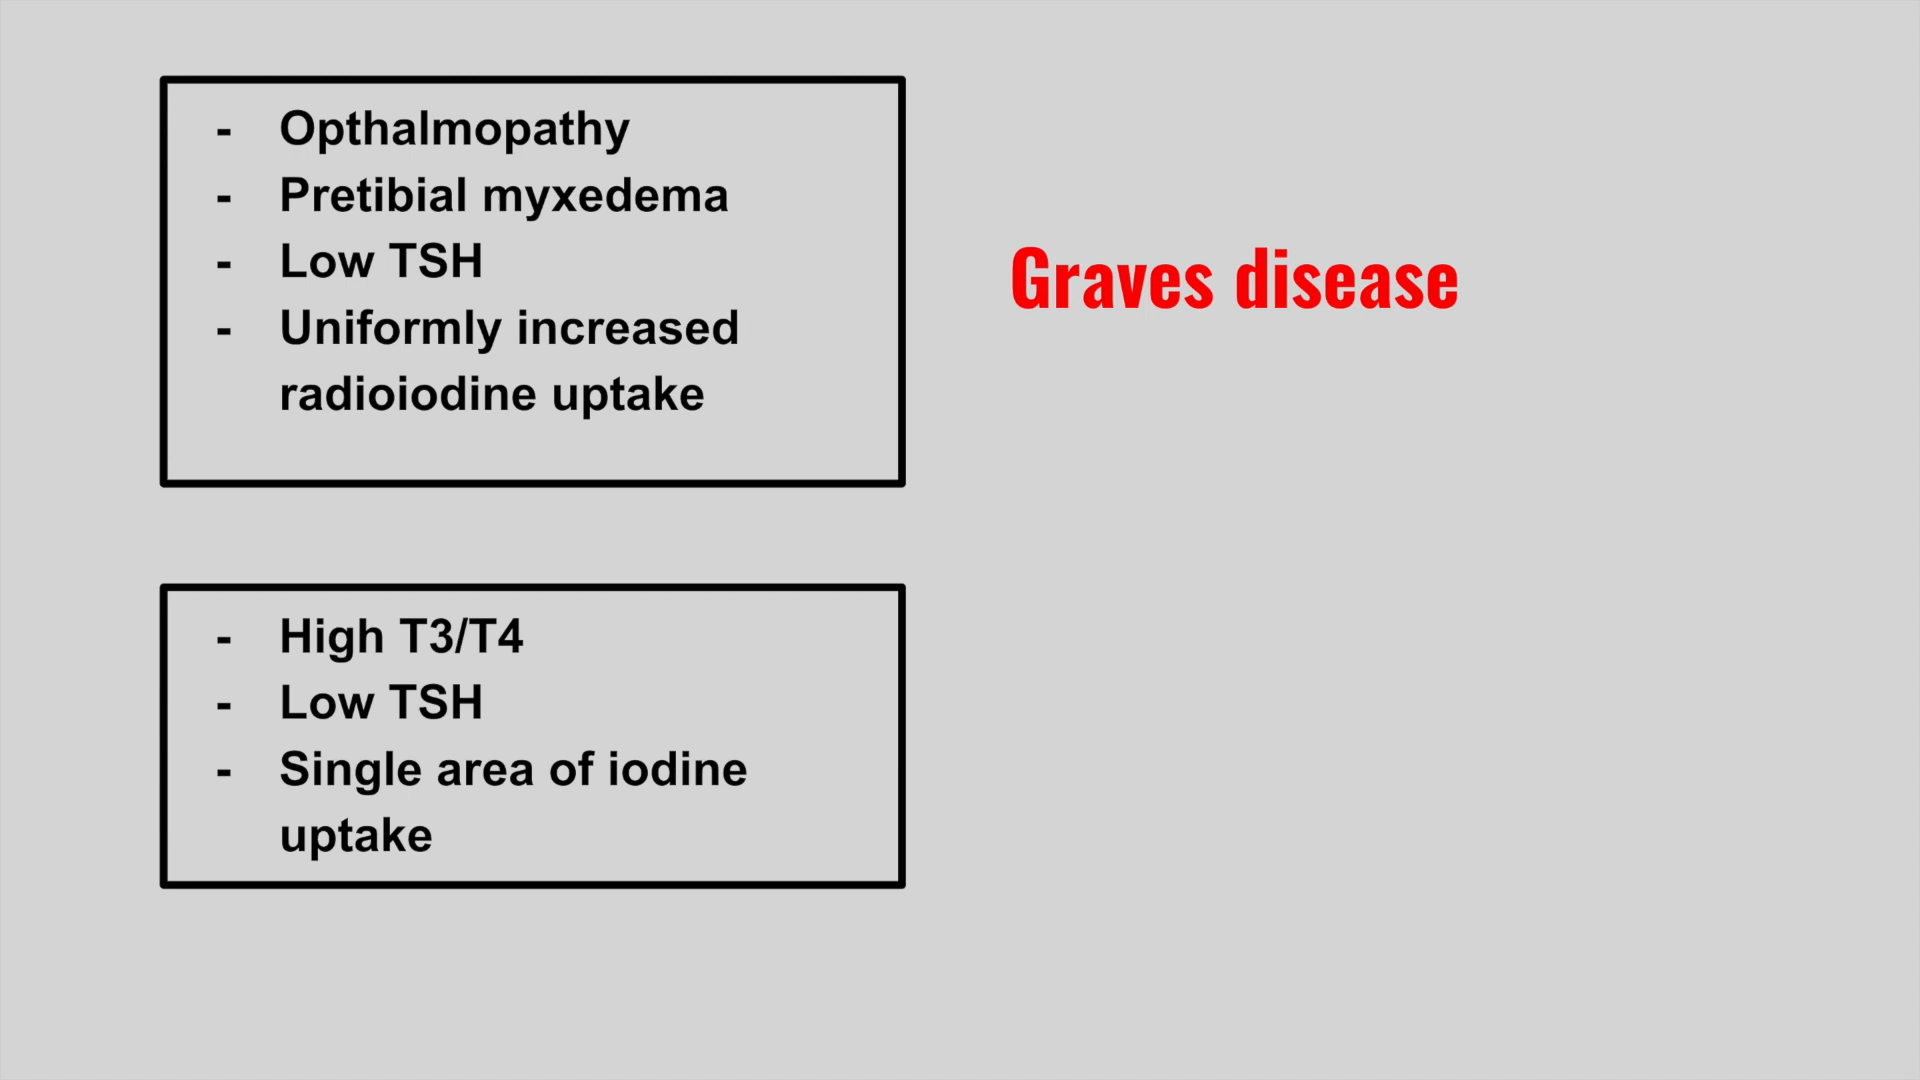 - Opthalmopathy
- Pretibial myxedema
- Low TSH
- Uniformly increased
radioiodine uptake
Graves disease
- High T3/T4
- Low TSH
- Single area of iodine
uptake